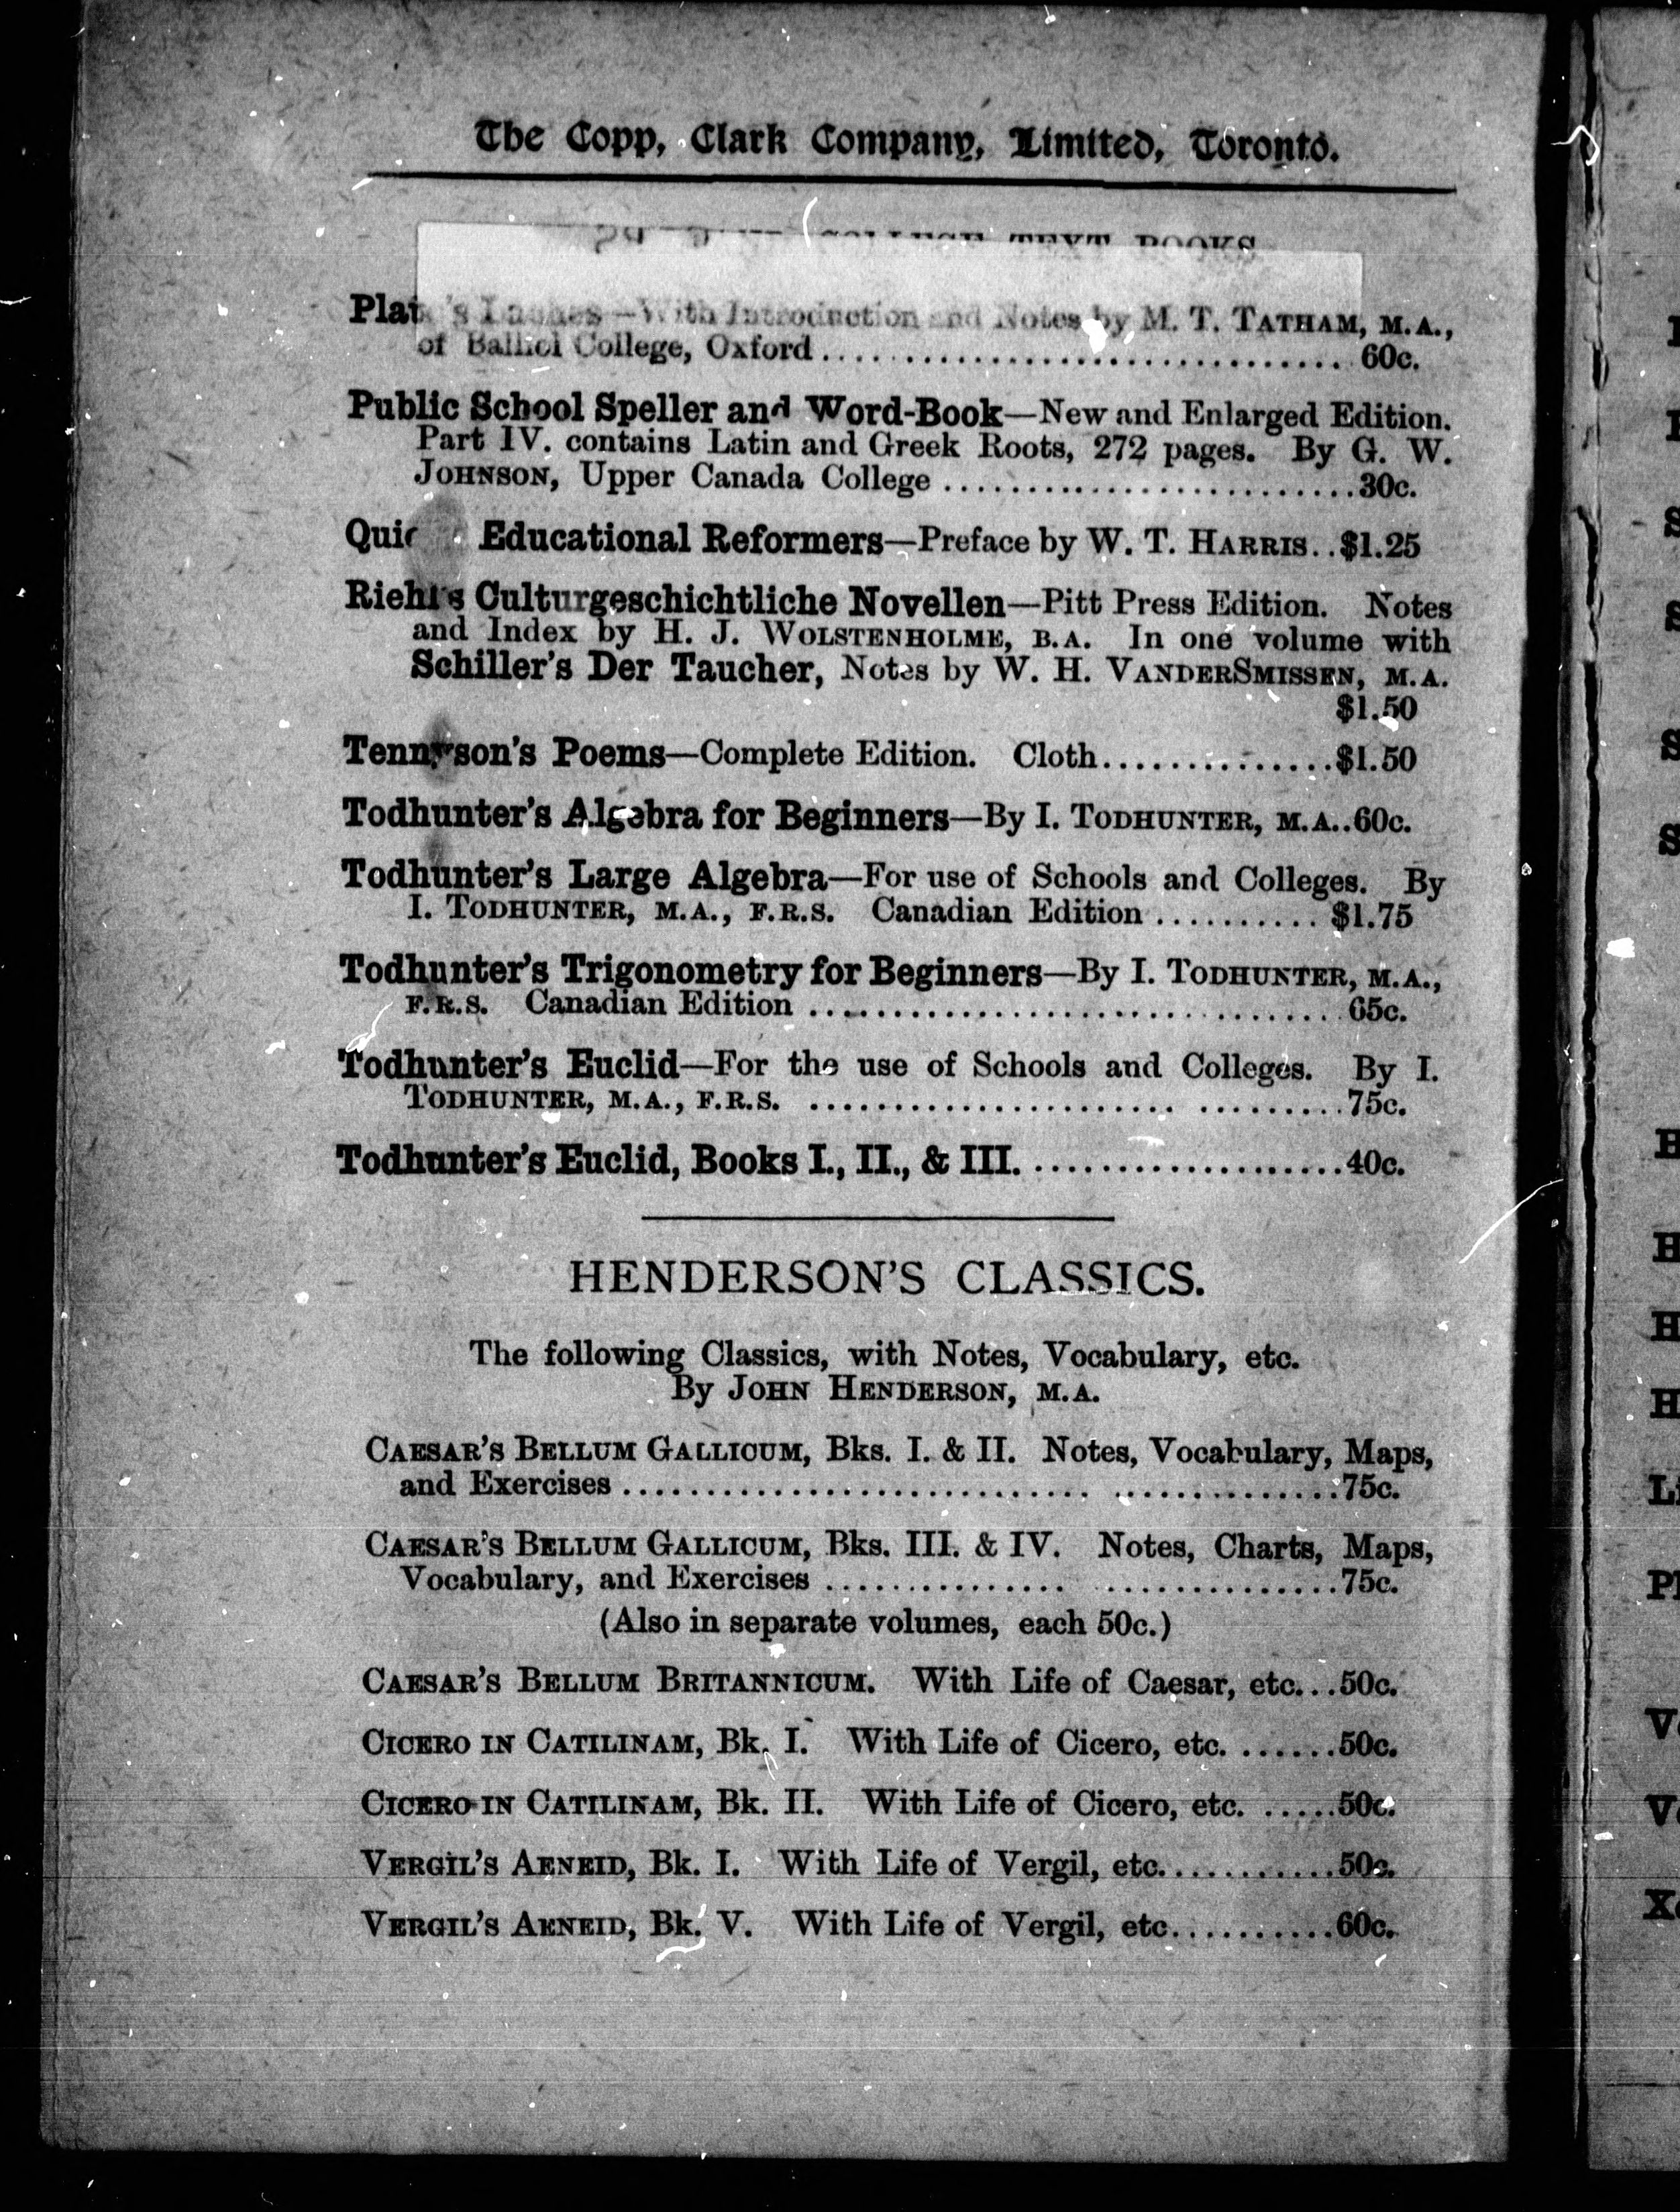 The Copp, Clark Company, Limited, Toronto.
COLLEGE TEXT BOOKS
Plato's Laches—With Introduction and Notes by M. T. TATHAM, M.A.,
of Balliol College, Oxford.................................60c.
Public School Speller and Word-Book—New and Enlarged Edition.
Part IV. contains Latin and Greek Roots, 272 pages. By G. W.
JOHNSON, Upper Canada College .........................30c.
Educational Reformers—Preface by W. T. HARRIS..$1.25
Riehl's Culturgeschichtliche Novellen—Pitt Press Edition. Notes
and Index by H. J. WOLSTENHOLME, B.A. In one volume with
Schiller's Der Taucher, Notes by W. H. VANDERSMISSEN, M.A.
$1.50
Tennyson's Poems—Complete Edition. Cloth..............$1.50
Todhunter's Algebra for Beginners—By I. TODHUNTER, M.A..60c.
Todhunter's Large Algebra—For use of Schools and Colleges. By
I. TODHUNTER, M.A., F.R.S. Canadian Edition ..........$1.75
Todhunter's Trigonometry for Beginners—By I. TODHUNTER, M.A.,
F.R.S. Canadian Edition .................................65c.
Todhunter's Euclid—For the use of Schools and Colleges. By I.
TODHUNTER, M.A., F.R.S. ...................... .........75c.
Todhunter's Euclid, Books I., II., & III. ...................40c.
HENDERSON'S CLASSICS.
The following Classics, with Notes, Vocabulary, etc.
By JOHN HENDERSON, M.A.
CAESAR'S BELLUM GALLICUM, Bks. I. & II. Notes, Vocabulary, Maps,
and Exercises ............................ ..............75c.
CAESAR'S BELLUM GALLICUM, Bks. III. & IV. Notes, Charts, Maps,
Vocabulary, and Exercises ............... ...............75c.
(Also in separate volumes, each 50c.)
CAESAR'S BELLUM BRITANNICUM. With Life of Caesar, etc...50c.
CICERO IN CATILINAM, Bk. I. With Life of Cicero, etc. ......50c.
CICERO IN CATILINAM, Bk. II. With Life of Cicero, etc. .....50c.
VERGIL'S AENEID, Bk. I. With Life of Vergil, etc...........50c.
VERGIL'S AENEID, Bk. V. With Life of Vergil, etc..........60c.